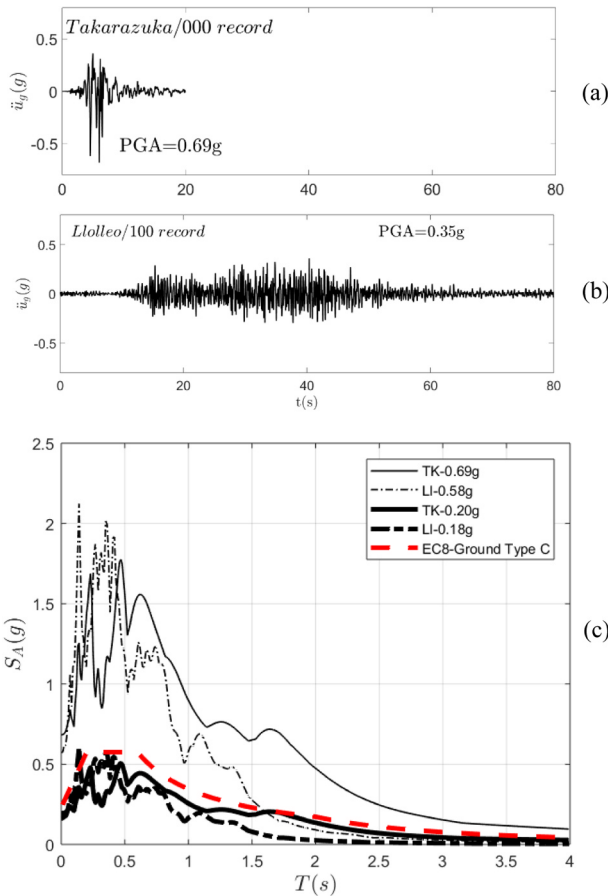 Takarazuka/000 record
0.5
0
-0.5
üg(g)
PGA=0.69g
0 20 40 60 80
(a)
Llolleo/100 record PGA=0.35g
0.5
0
-0.5
üg(g)
0 20 40 60 80
t(s)
(b)
2.5
2
1.5
1
0.5
0
SA(g)
TK-0.69g
Ll-0.58g
TK-0.20g
Ll-0.18g
EC8-Ground Type C
(c)
0 0.5 1 1.5 2 2.5 3 3.5 4
T(s)